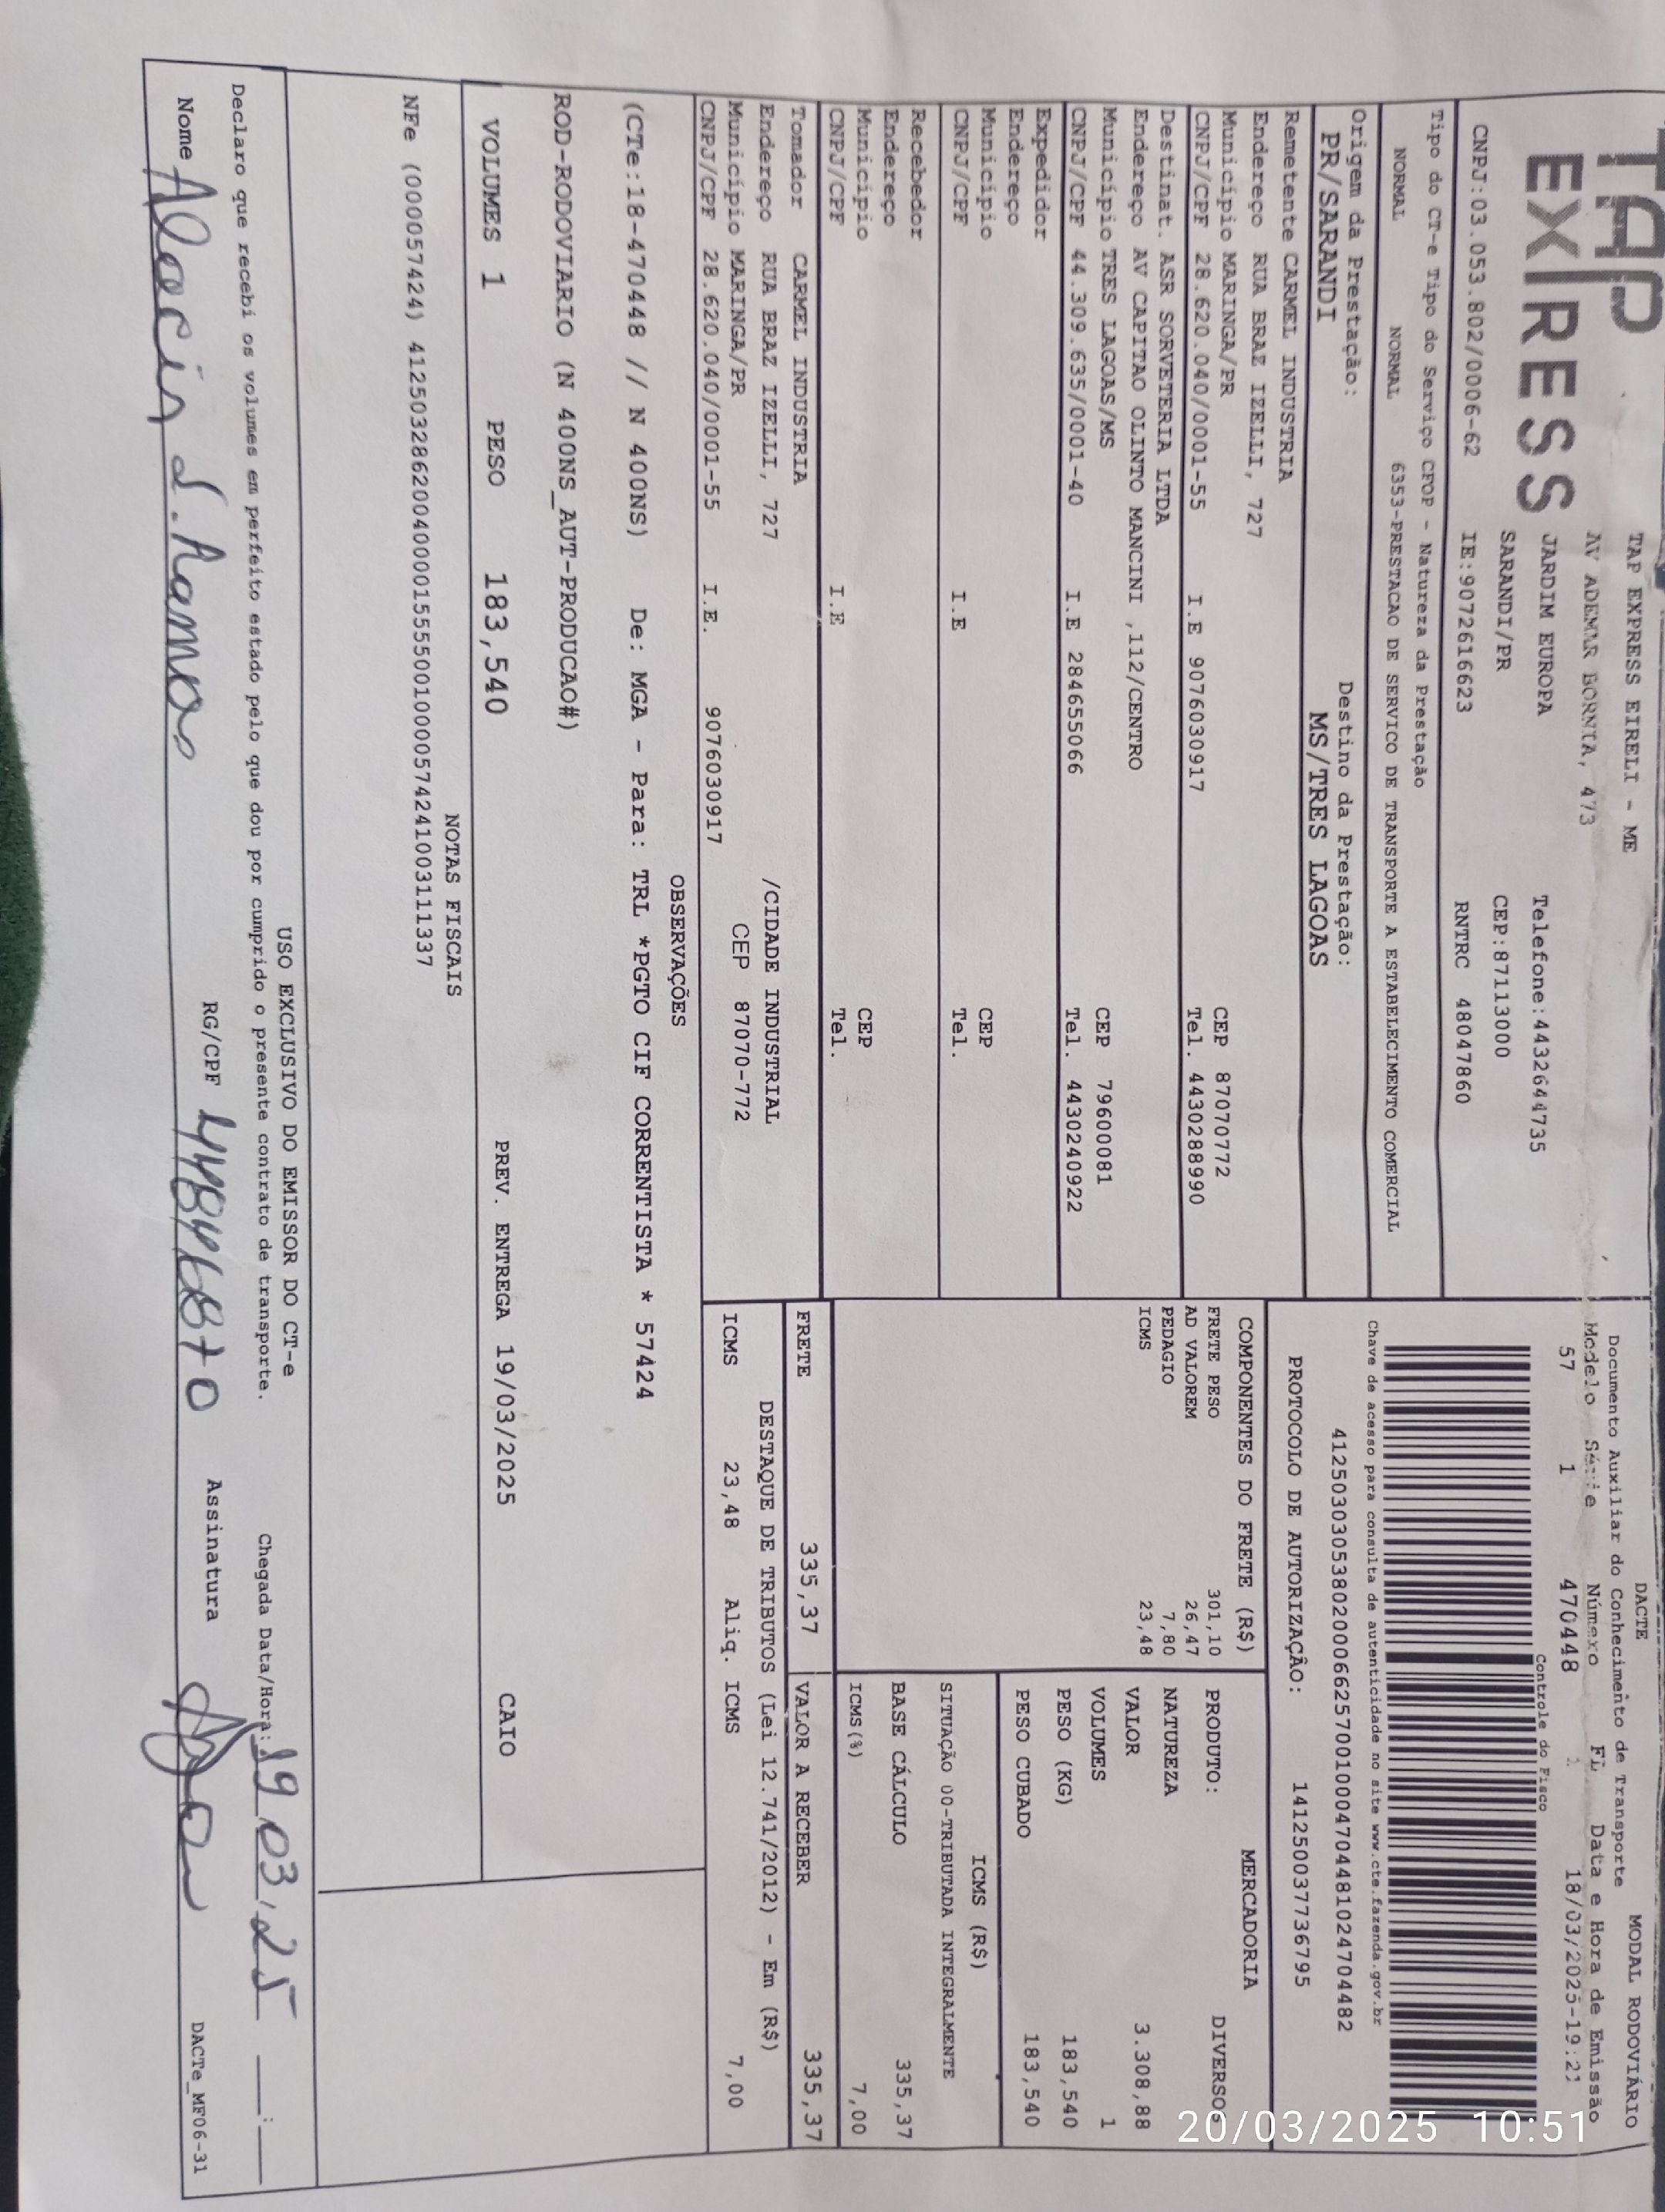 TAP
EXPRESS
TAP EXPRESS EIRELI - ME
AV ADEMAR BORNIA, 473
JARDIM EUROPA
Telefone:4432644735
SARANDI/PR
CEP:87113000
CNPJ:03.053.802/0006-62
IE:9072616623
RNTRC 48047860
DACTE
MODAL RODOVIÁRIO
Documento Auxiliar do Conhecimento de Transporte
Modelo Série Número FL Data e Hora de Emissão
57 1 470448 1 18/03/2025-19:21
Controle do Fisco
Chave de acesso para consulta de autenticidade no site www.cte.fazenda.gov.br
41250303053802000662570010004704481024704482
PROTOCOLO DE AUTORIZAÇÃO: 141250037736795
Tipo do CT-e Tipo do Serviço CFOP - Natureza da Prestação
NORMAL NORMAL 6353-PRESTACAO DE SERVICO DE TRANSPORTE A ESTABELECIMENTO COMERCIAL
Origem da Prestação: Destino da Prestação:
PR/SARANDI MS/TRES LAGOAS
Remetente CARMEL INDUSTRIA
Endereço RUA BRAZ IZELLI, 727
Município MARINGA/PR CEP 87070772
CNPJ/CPF 28.620.040/0001-55 I.E 9076030917 Tel. 4430288990
Destinat. ASR SORVETERIA LTDA
Endereço AV CAPITAO OLINTO MANCINI ,112/CENTRO
Município TRES LAGOAS/MS CEP 79600081
CNPJ/CPF 44.309.635/0001-40 I.E 284655066 Tel. 4430240922
Expedidor
Endereço
Município CEP
CNPJ/CPF I.E Tel.
Recebedor
Endereço
Município CEP
CNPJ/CPF I.E Tel.
Tomador CARMEL INDUSTRIA
Endereço RUA BRAZ IZELLI, 727 /CIDADE INDUSTRIAL
Município MARINGA/PR CEP 87070-772
CNPJ/CPF 28.620.040/0001-55 I.E. 9076030917
COMPONENTES DO FRETE (R$)
FRETE PESO 301,10
AD VALOREM 26,47
PEDAGIO 7,80
ICMS 23,48
MERCADORIA
PRODUTO: DIVERSOS
NATUREZA
VALOR 3.308,88
VOLUMES 1
PESO (KG) 183,540
PESO CUBADO 183,540
ICMS (R$)
SITUAÇÃO 00-TRIBUTADA INTEGRALMENTE
BASE CÁLCULO 335,37
ICMS(%) 7,00
FRETE 335,37 VALOR A RECEBER 335,37
DESTAQUE DE TRIBUTOS (Lei 12.741/2012) - Em (R$)
ICMS 23,48 Aliq. ICMS 7,00
OBSERVAÇÕES
(CTe:18-470448 // N 400NS) De: MGA - Para: TRL *PGTO CIF CORRENTISTA * 57424
ROD-RODOVIARIO (N 400NS_AUT-PRODUCAO#)
VOLUMES 1 PESO 183,540 PREV. ENTREGA 19/03/2025 CAIO
NOTAS FISCAIS
NFe (000057424) 41250328620040000155550010000574241003111337
USO EXCLUSIVO DO EMISSOR DO CT-e
Declaro que recebi os volumes em perfeito estado pelo que dou por cumprido o presente contrato de transporte.
Chegada Data/Hora: 19 03 25 :
Nome Alecir L. Ramos RG/CPF Assinatura
DACTe_MF06-31
20/03/2025 10:51